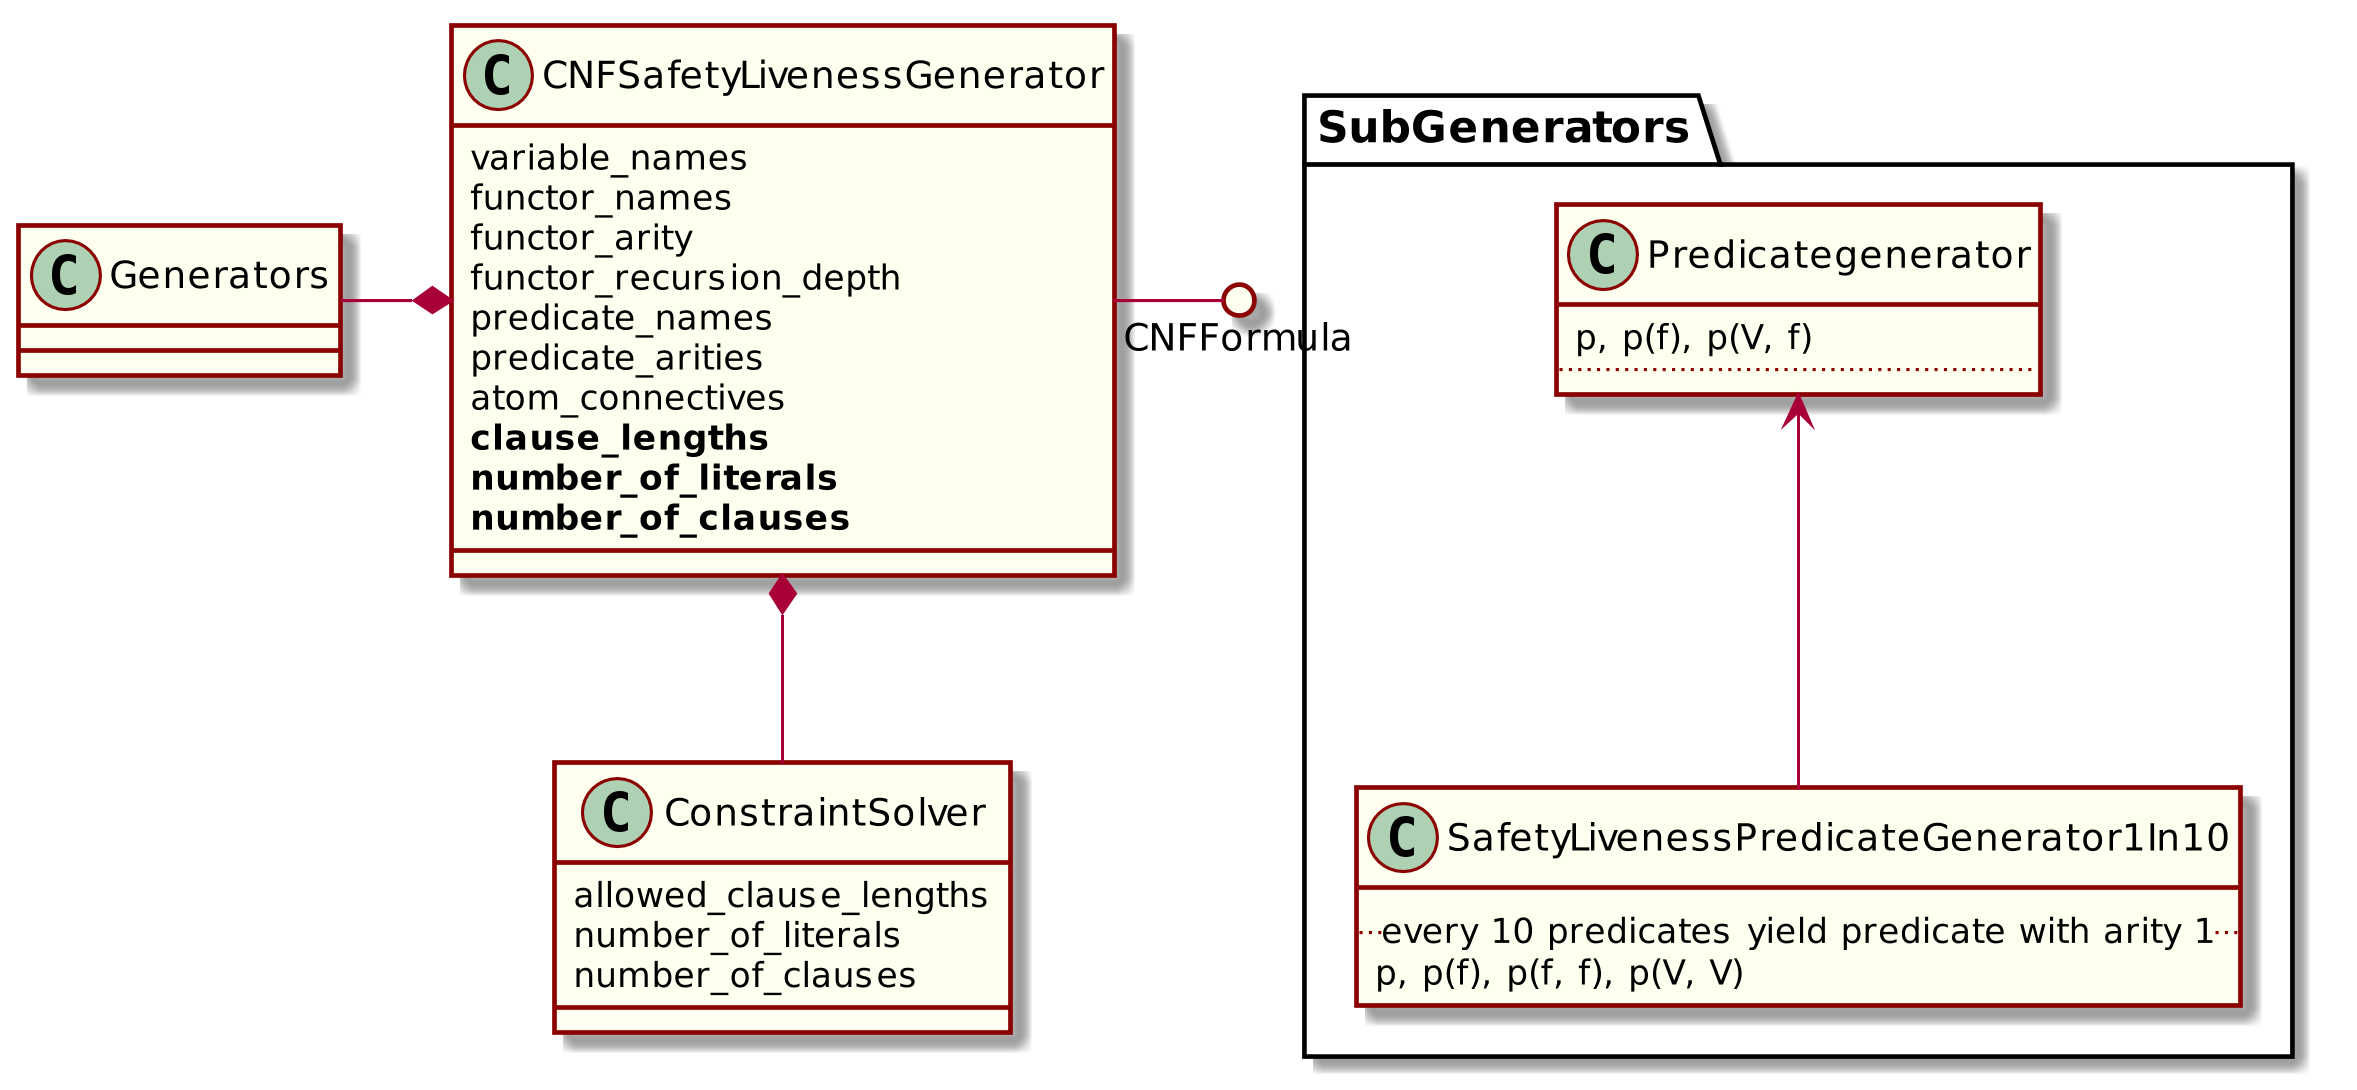 C CNFSafetyLivenessGenerator
variable_names
functor_names
functor_arity
functor_recursion_depth
predicate_names
predicate_arities
atom_connectives
clause_lengths
number_of_literals
number_of_clauses
C Generators
CNFFormula
SubGenerators
C Predicategenerator
p, p(f), p(V, f)
C ConstraintSolver
allowed_clause_lengths
number_of_literals
number_of_clauses
C SafetyLivenessPredicateGenerator1In10
every 10 predicates yield predicate with arity 1
p, p(f), p(f, f), p(V, V)